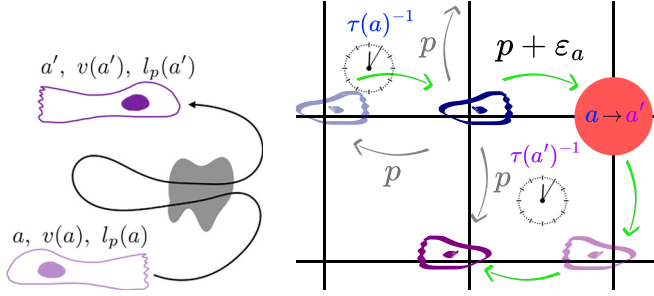 a′, v(a′), l_p(a′)
a, v(a), l_p(a)
τ(a)⁻¹
p
p + ε_a
a → a′
p
p
τ(a′)⁻¹